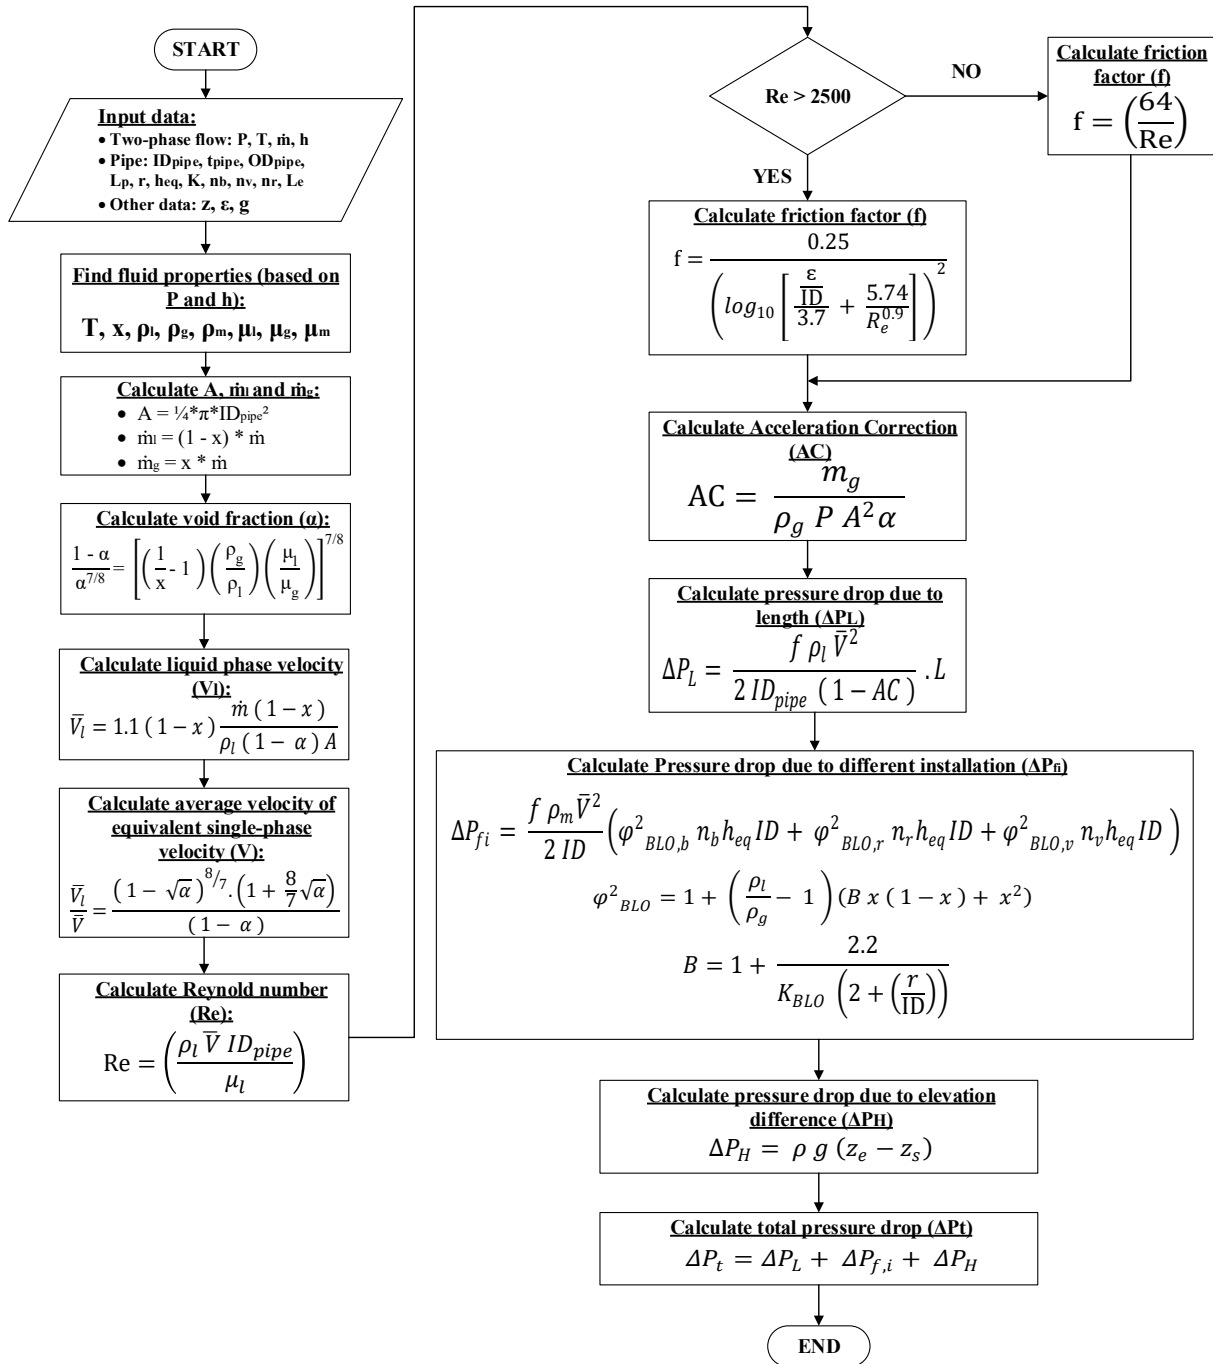 START
Input data:
• Two-phase flow: P, T, ṁ, h
• Pipe: IDpipe, tpipe, ODpipe,
Lp, r, heq, K, nb, nv, nr, Le
• Other data: z, ε, g
Find fluid properties (based on
P and h):
T, x, ρl, ρg, ρm, μl, μg, μm
Calculate A, ṁl and ṁg:
• A = ¼*π*IDpipe²
• ṁl = (1 - x) * ṁ
• ṁg = x * ṁ
Calculate void fraction (α):
(1 - α)/α^(7/8) = [(1/x - 1)(ρg/ρl)(μl/μg)]^(7/8)
Calculate liquid phase velocity
(Vl):
V̄l = 1.1 (1 - x) ṁ (1 - x)/(ρl (1 - α) A)
Calculate average velocity of
equivalent single-phase
velocity (V):
V̄l/V̄ = (1 - √α)^(8/7).(1 + 8/7 √α)/(1 - α)
Calculate Reynold number
(Re):
Re = (ρl V̄ IDpipe/μl)
Re > 2500
NO
YES
Calculate friction
factor (f)
f = (64/Re)
Calculate friction factor (f)
f = 0.25/(log10 [(ε/ID)/3.7 + 5.74/Re^0.9])^2
Calculate Acceleration Correction
(AC)
AC = mg/(ρg P A² α)
Calculate pressure drop due to
length (ΔPL)
ΔPL = f ρl V̄²/(2 IDpipe (1 - AC)) . L
Calculate Pressure drop due to different installation (ΔPfi)
ΔPfi = f ρm V̄²/(2 ID) (φ²BLO,b nb heq ID + φ²BLO,r nr heq ID + φ²BLO,v nv heq ID)
φ²BLO = 1 + (ρl/ρg - 1)(B x (1 - x) + x²)
B = 1 + 2.2/(KBLO (2 + (r/ID)))
Calculate pressure drop due to elevation
difference (ΔPH)
ΔPH = ρ g (ze − zs)
Calculate total pressure drop (ΔPt)
ΔPt = ΔPL + ΔPf,i + ΔPH
END